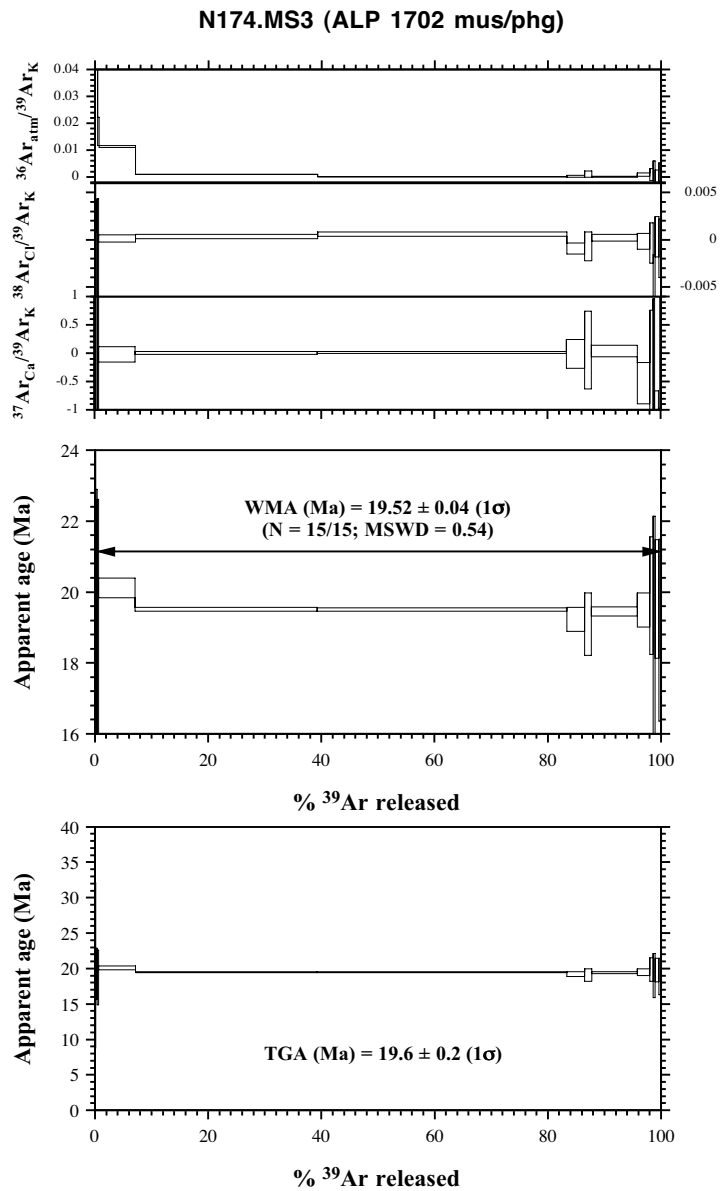 N174.MS3 (ALP 1702 mus/phg)
36Ar_atm/39Ar_K
0.04
0.03
0.02
0.01
0
38Ar_Cl/39Ar_K
0.005
0
-0.005
37Ar_Ca/39Ar_K
1
0.5
0
-0.5
-1
Apparent age (Ma)
24
22
20
18
16
WMA (Ma) = 19.52 ± 0.04 (1σ)
(N = 15/15; MSWD = 0.54)
0 20 40 60 80 100
% 39Ar released
Apparent age (Ma)
40
35
30
25
20
15
10
5
0
TGA (Ma) = 19.6 ± 0.2 (1σ)
0 20 40 60 80 100
% 39Ar released